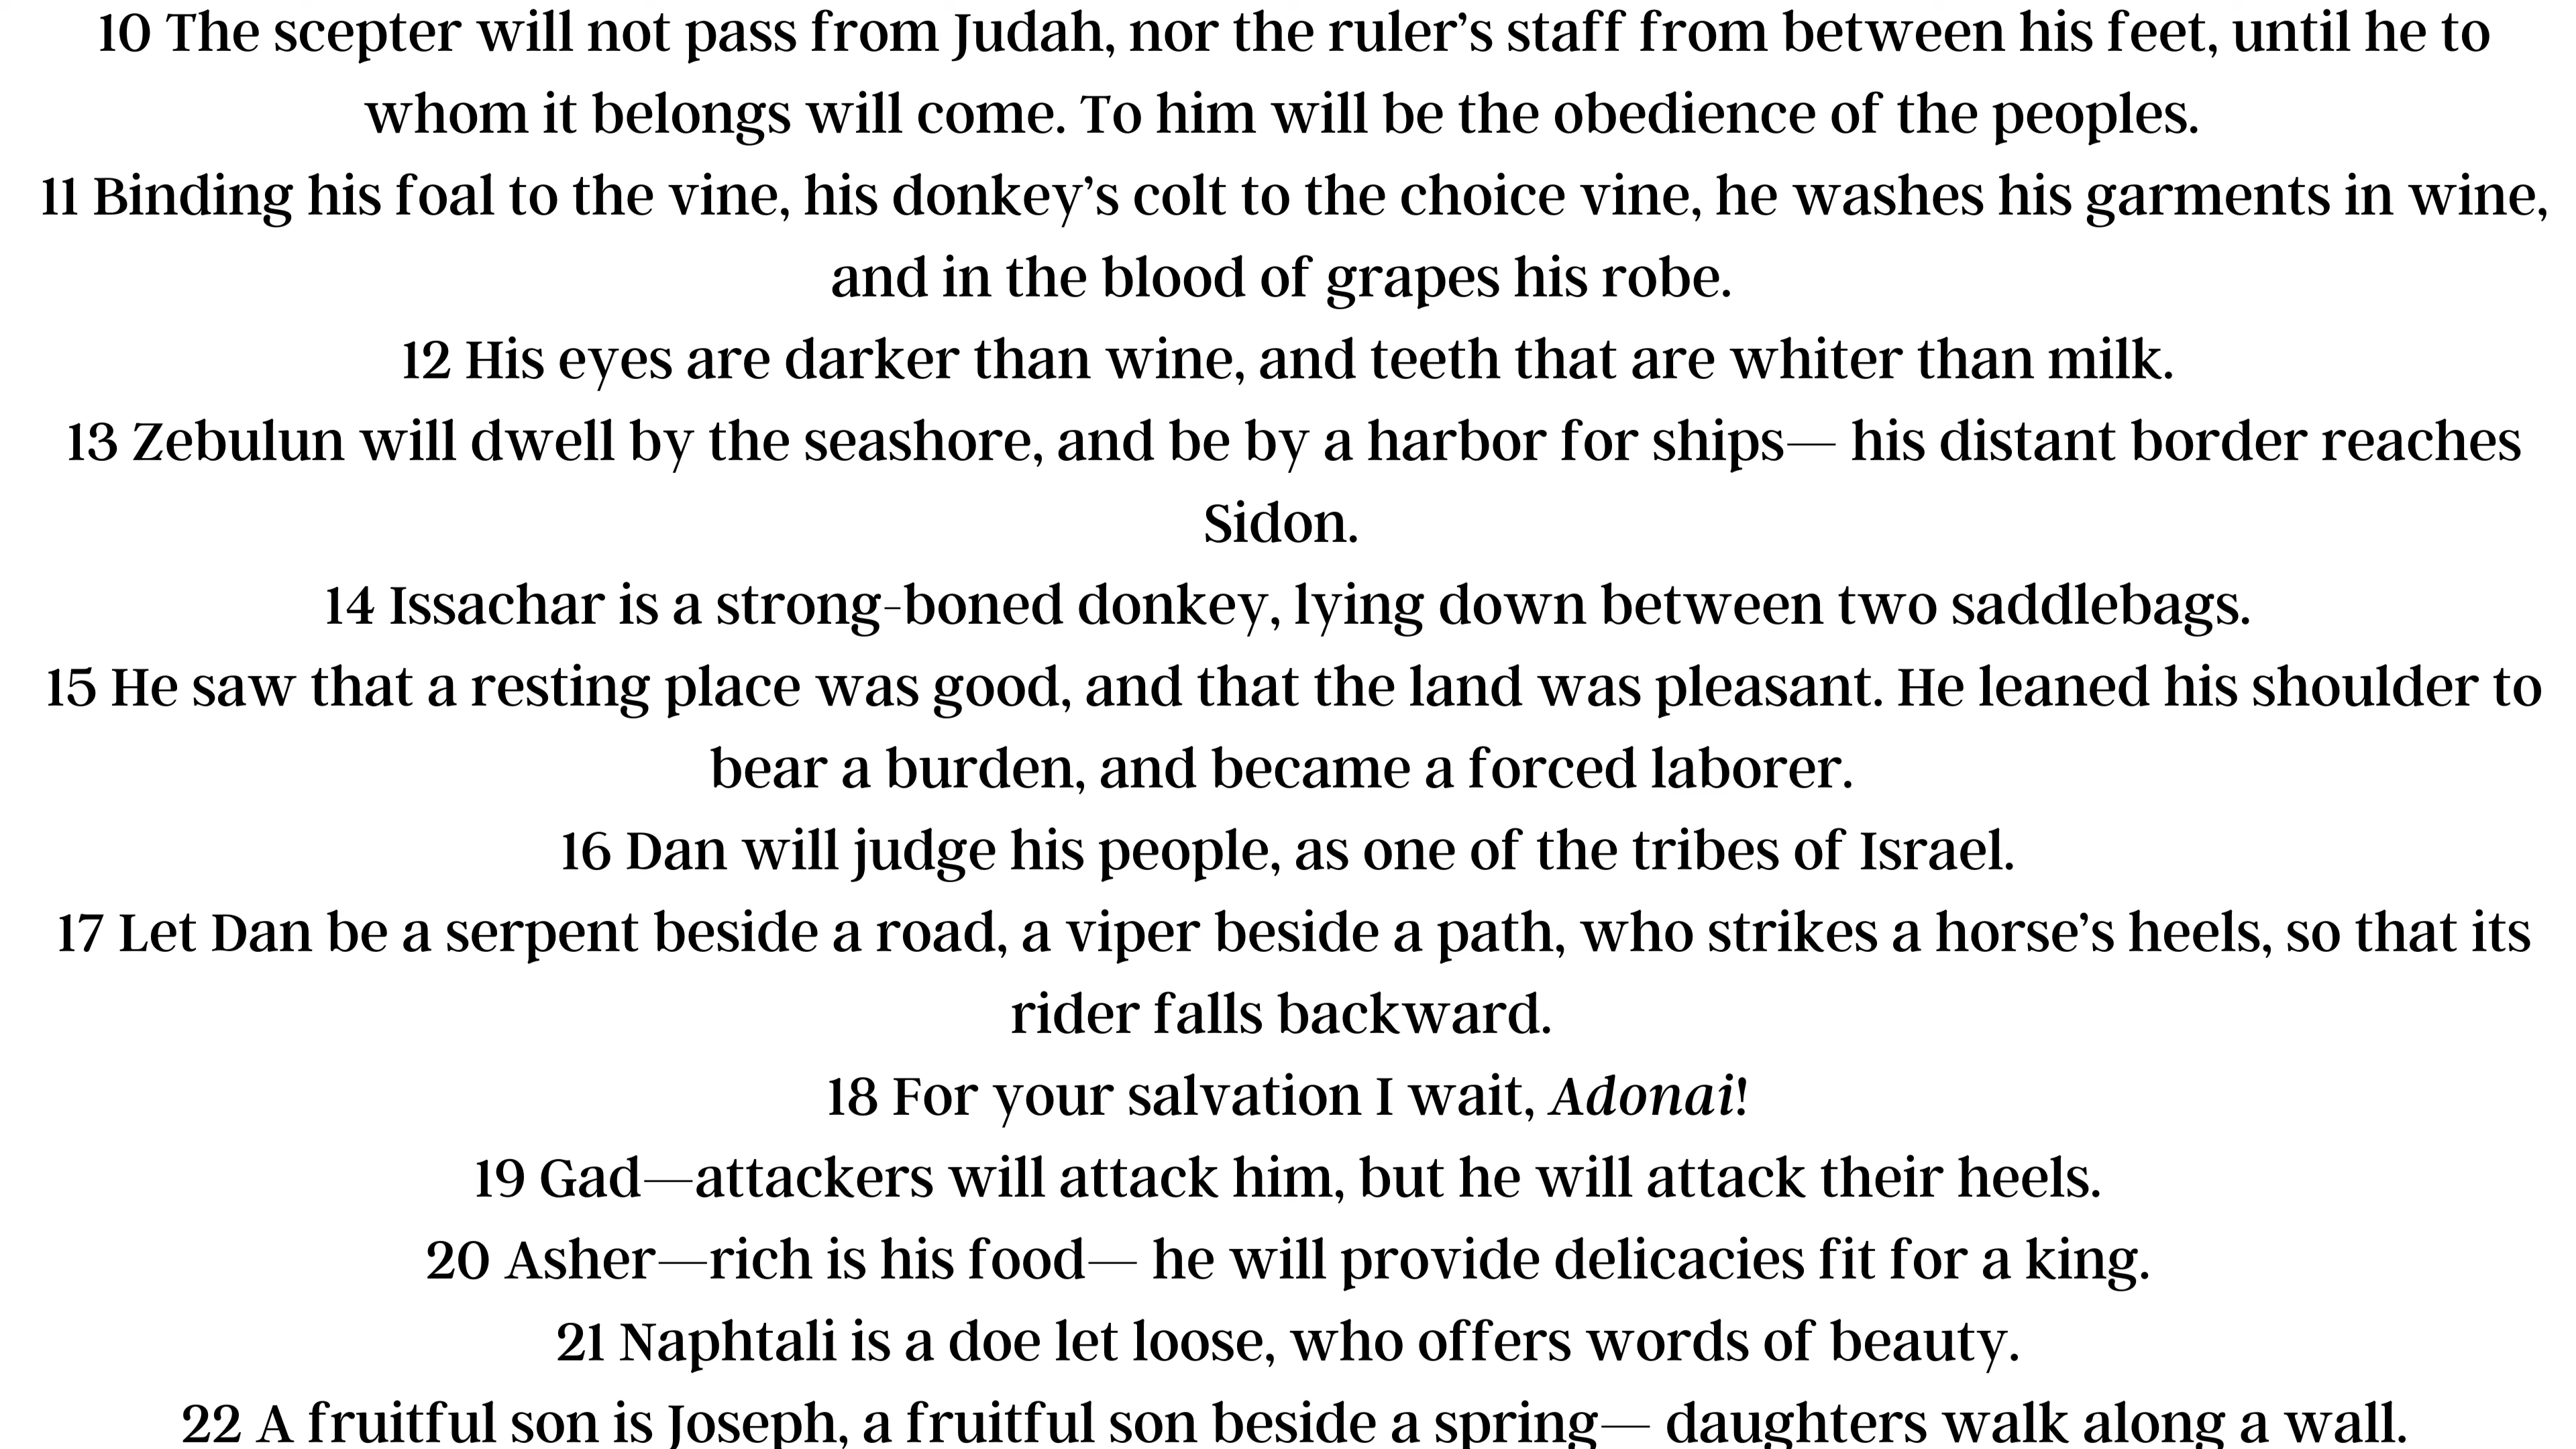 10 The scepter will not pass from Judah, nor the ruler’s staff from between his feet, until he to
whom it belongs will come. To him will be the obedience of the peoples.
11 Binding his foal to the vine, his donkey’s colt to the choice vine, he washes his garments in wine,
and in the blood of grapes his robe.
12 His eyes are darker than wine, and teeth that are whiter than milk.
13 Zebulun will dwell by the seashore, and be by a harbor for ships— his distant border reaches
Sidon.
14 Issachar is a strong-boned donkey, lying down between two saddlebags.
15 He saw that a resting place was good, and that the land was pleasant. He leaned his shoulder to
bear a burden, and became a forced laborer.
16 Dan will judge his people, as one of the tribes of Israel.
17 Let Dan be a serpent beside a road, a viper beside a path, who strikes a horse’s heels, so that its
rider falls backward.
18 For your salvation I wait, Adonai!
19 Gad—attackers will attack him, but he will attack their heels.
20 Asher—rich is his food— he will provide delicacies fit for a king.
21 Naphtali is a doe let loose, who offers words of beauty.
22 A fruitful son is Joseph, a fruitful son beside a spring— daughters walk along a wall.